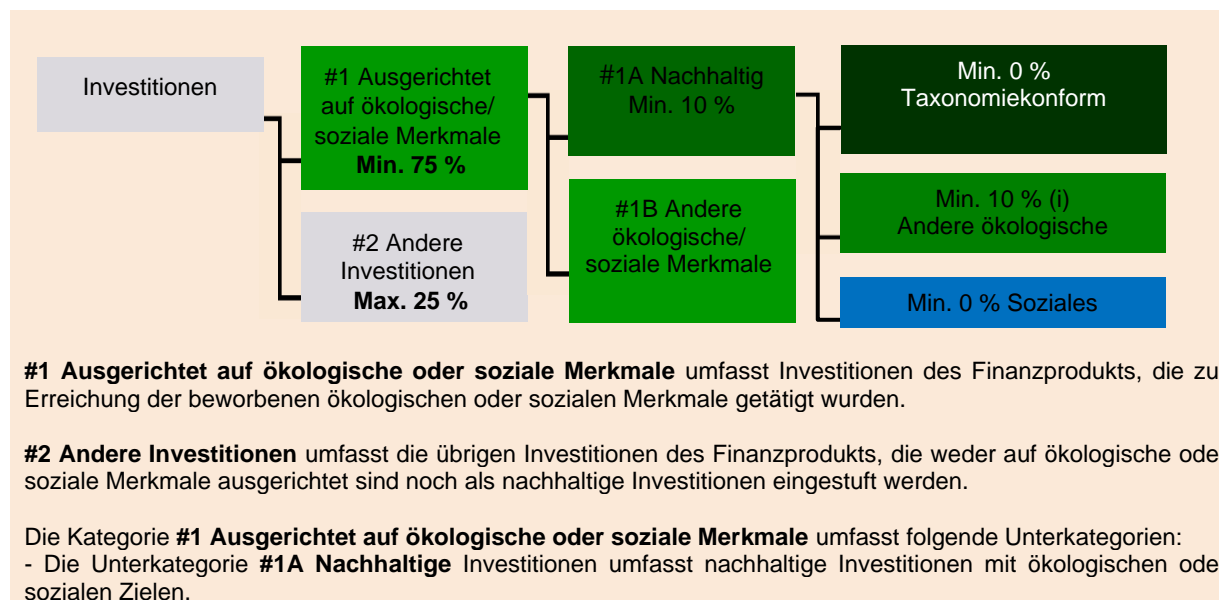 Investitionen
#1 Ausgerichtet
auf ökologische/
soziale Merkmale
Min. 75 %
#2 Andere
Investitionen
Max. 25 %
#1A Nachhaltig
Min. 10 %
#1B Andere
ökologische/
soziale Merkmale
Min. 0 %
Taxonomiekonform
Min. 10 % (i)
Andere ökologische
Min. 0 % Soziales
#1 Ausgerichtet auf ökologische oder soziale Merkmale umfasst Investitionen des Finanzprodukts, die zu
Erreichung der beworbenen ökologischen oder sozialen Merkmale getätigt wurden.
#2 Andere Investitionen umfasst die übrigen Investitionen des Finanzprodukts, die weder auf ökologische ode
soziale Merkmale ausgerichtet sind noch als nachhaltige Investitionen eingestuft werden.
Die Kategorie #1 Ausgerichtet auf ökologische oder soziale Merkmale umfasst folgende Unterkategorien:
- Die Unterkategorie #1A Nachhaltige Investitionen umfasst nachhaltige Investitionen mit ökologischen ode
sozialen Zielen.